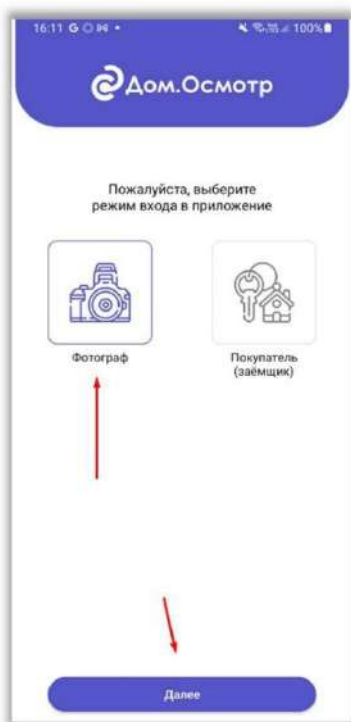 16:11 G 100%
Дом.Осмотр
Пожалуйста, выберите
режим входа в приложение
Фотограф
Покупатель
(заёмщик)
Далее